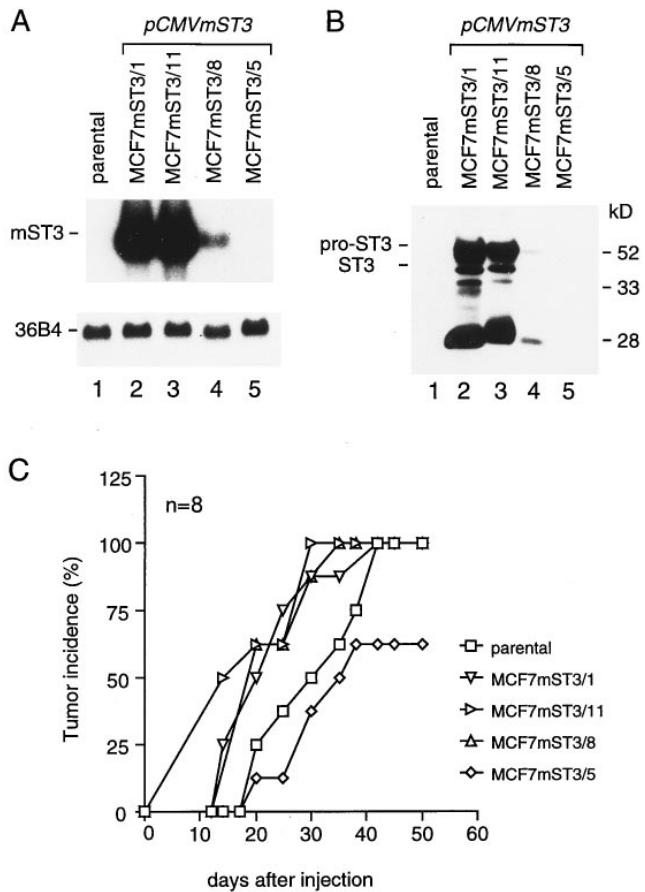 A
pCMVmST3
parental
MCF7mST3/1
MCF7mST3/11
MCF7mST3/8
MCF7mST3/5
mST3
36B4
1 2 3 4 5
B
pCMVmST3
parental
MCF7mST3/1
MCF7mST3/11
MCF7mST3/8
MCF7mST3/5
kD
pro-ST3
ST3
52
33
28
1 2 3 4 5
C
n=8
Tumor incidence (%)
125
100
75
50
25
0
0 10 20 30 40 50 60
days after injection
parental
MCF7mST3/1
MCF7mST3/11
MCF7mST3/8
MCF7mST3/5